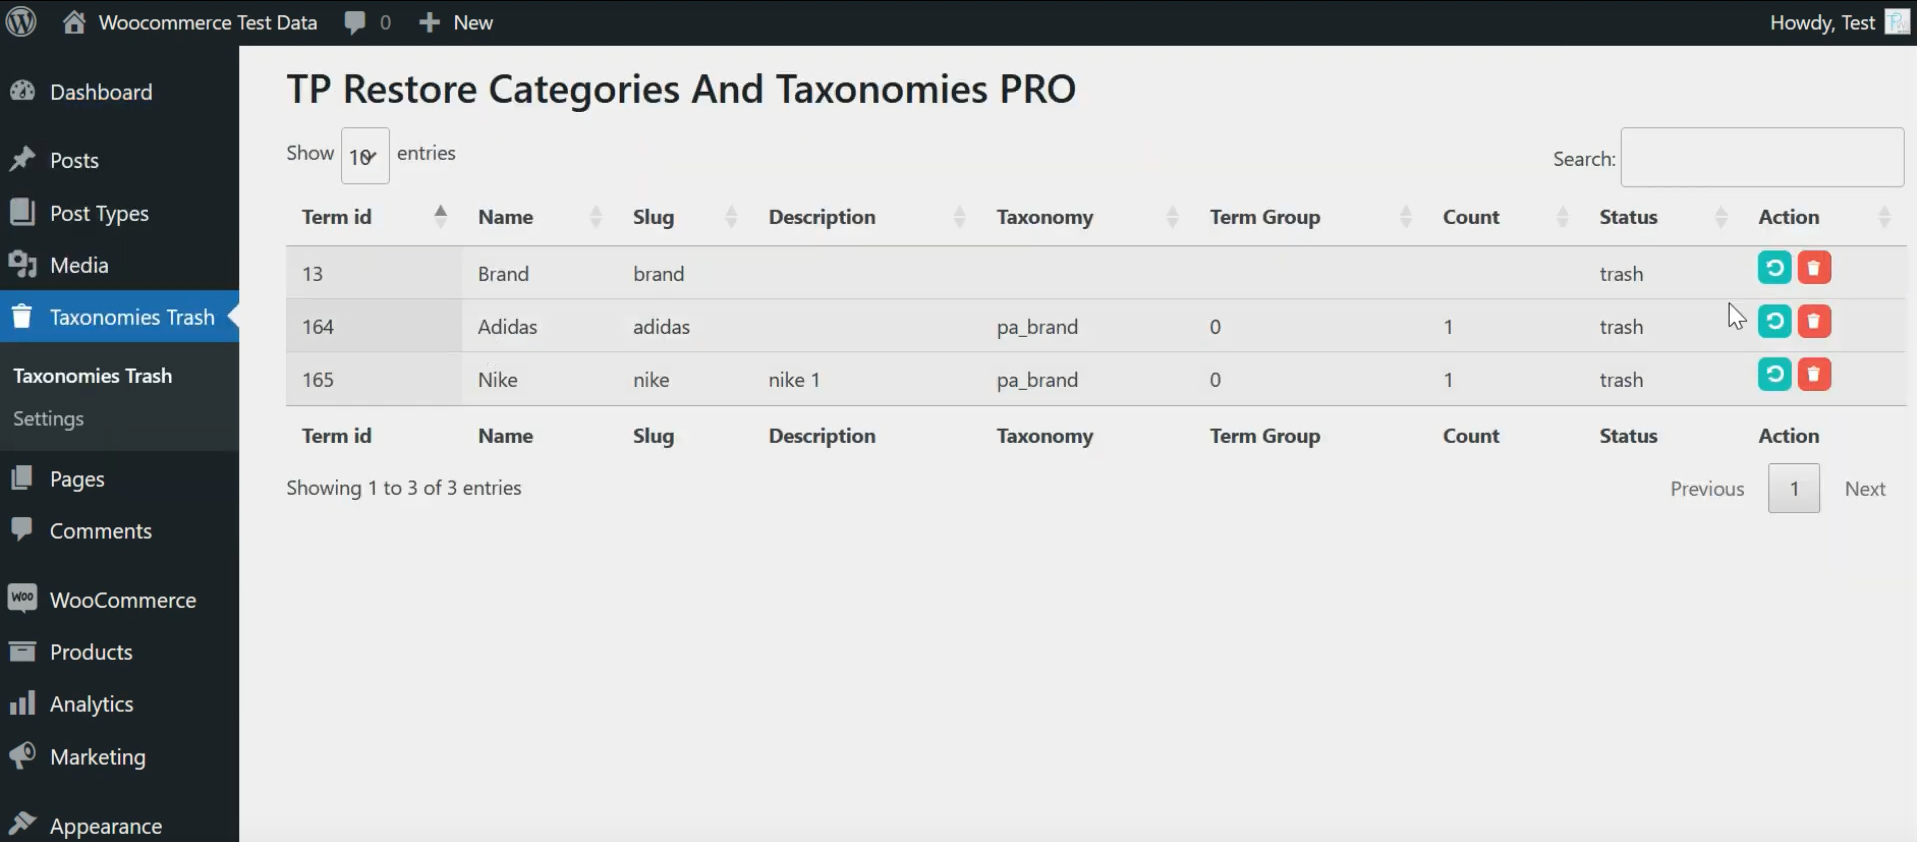 Woocommerce Test Data 0 New Howdy, Test
Dashboard
Posts
Post Types
Media
Taxonomies Trash
Taxonomies Trash
Settings
Pages
Comments
WOO WooCommerce
Products
Analytics
Marketing
Appearance
TP Restore Categories And Taxonomies PRO
Show 10 entries Search:
Term id Name Slug Description Taxonomy Term Group Count Status Action
13 Brand brand trash
164 Adidas adidas pa_brand 0 1 trash
165 Nike nike nike 1 pa_brand 0 1 trash
Term id Name Slug Description Taxonomy Term Group Count Status Action
Showing 1 to 3 of 3 entries Previous 1 Next